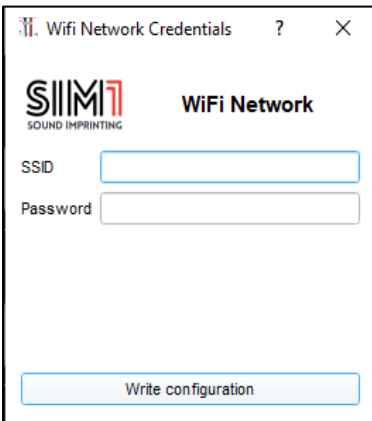 Wifi Network Credentials ? ×
SIM1
SOUND IMPRINTING
WiFi Network
SSID
Password
Write configuration